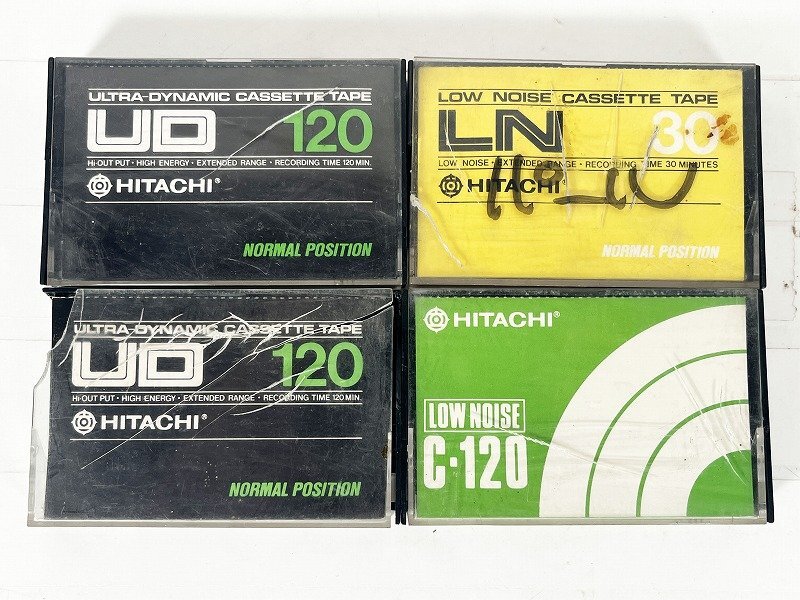 ULTRA-DYNAMIC CASSETTE TAPE
UD 120
HI-OUT PUT • HIGH ENERGY • EXTENDED RANGE • RECORDING TIME 120 MIN.
HITACHI®
NORMAL POSITION
LOW NOISE CASSETTE TAPE
LN 30
LOW NOISE • EXTENDED RANGE • RECORDING TIME 30 MINUTES
HITACHI®
NORMAL POSITION
ULTRA-DYNAMIC CASSETTE TAPE
UD 120
HI-OUT PUT • HIGH ENERGY • EXTENDED RANGE • RECORDING TIME 120 MIN.
HITACHI®
NORMAL POSITION
HITACHI®
LOW NOISE
C•120